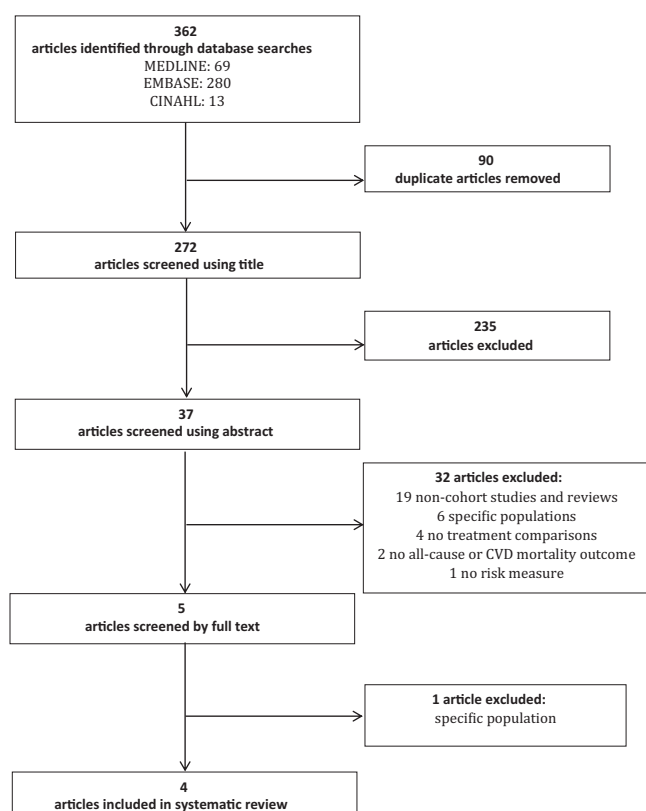 362
articles identified through database searches
MEDLINE: 69
EMBASE: 280
CINAHL: 13
90
duplicate articles removed
272
articles screened using title
235
articles excluded
37
articles screened using abstract
32 articles excluded:
19 non-cohort studies and reviews
6 specific populations
4 no treatment comparisons
2 no all-cause or CVD mortality outcome
1 no risk measure
5
articles screened by full text
1 article excluded:
specific population
4
articles included in systematic review